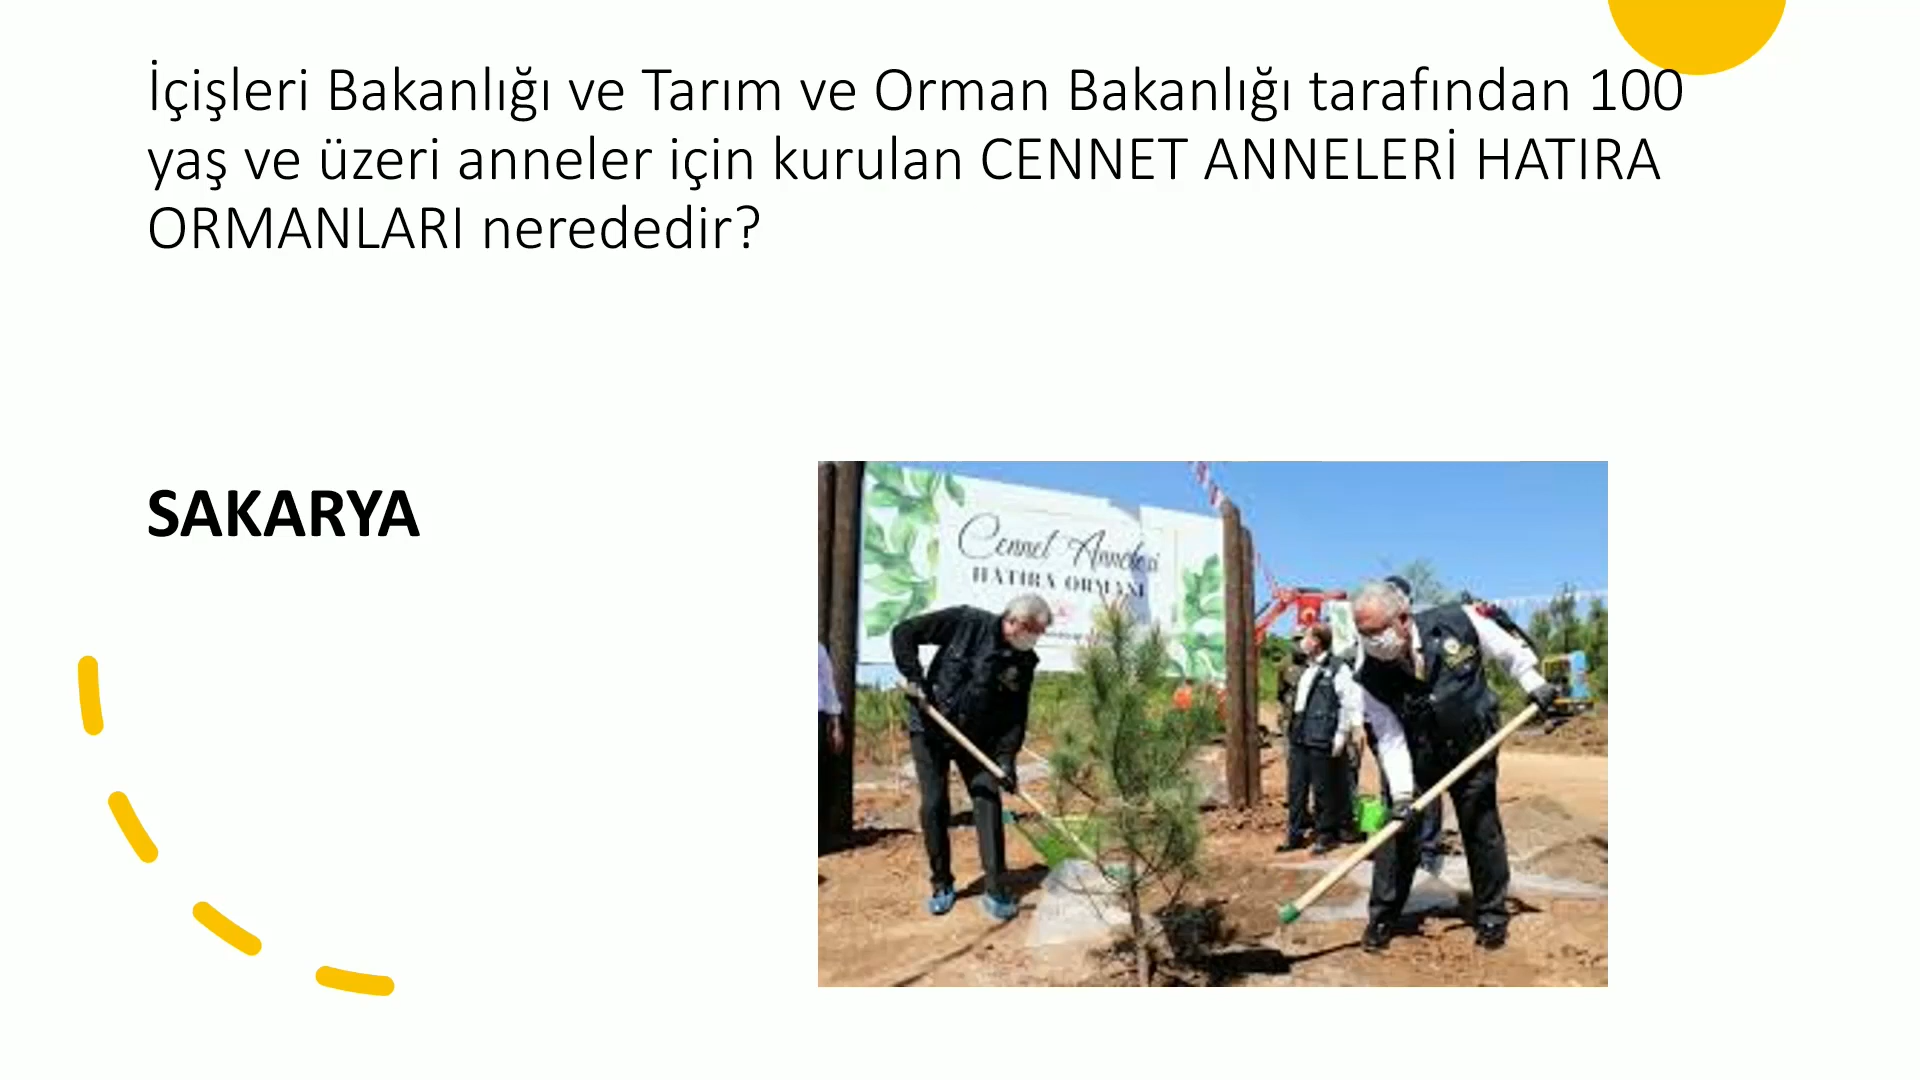 İçişleri Bakanlığı ve Tarım ve Orman Bakanlığı tarafından 100
yaş ve üzeri anneler için kurulan CENNET ANNELERİ HATIRA
ORMANLARI nerededir?
SAKARYA
Cennet Anneleri
HATIRA ORMANI